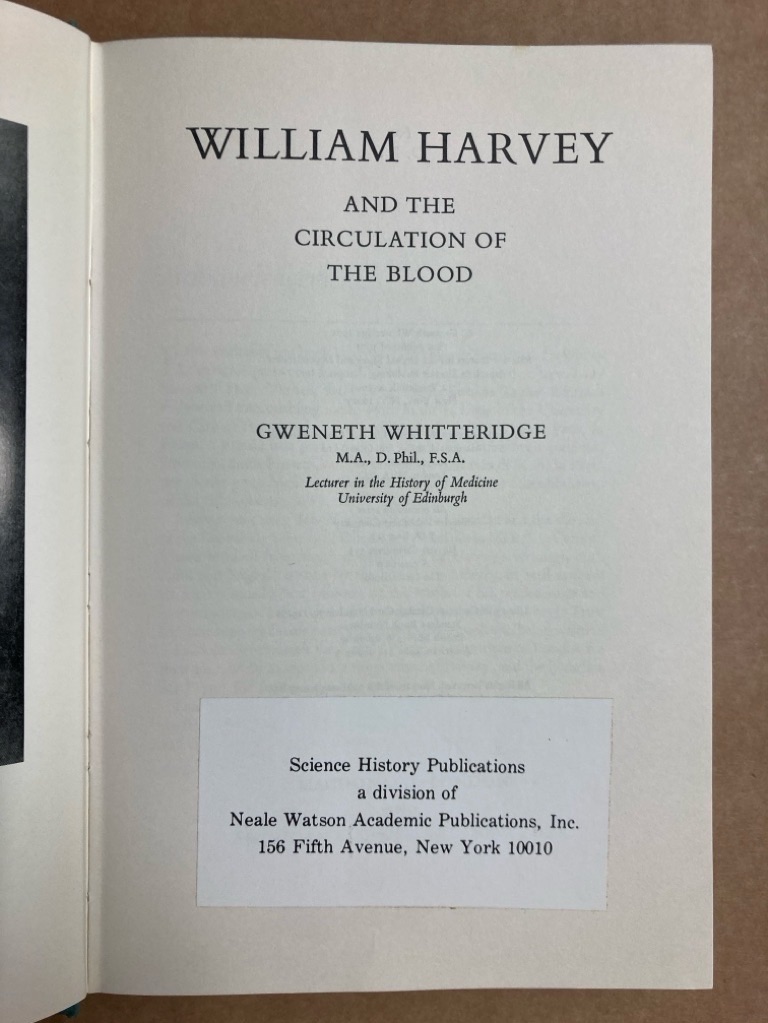 WILLIAM HARVEY
AND THE
CIRCULATION OF
THE BLOOD
GWENETH WHITTERIDGE
M.A., D. Phil., F.S.A.
Lecturer in the History of Medicine
University of Edinburgh
Science History Publications
a division of
Neale Watson Academic Publications, Inc.
156 Fifth Avenue, New York 10010